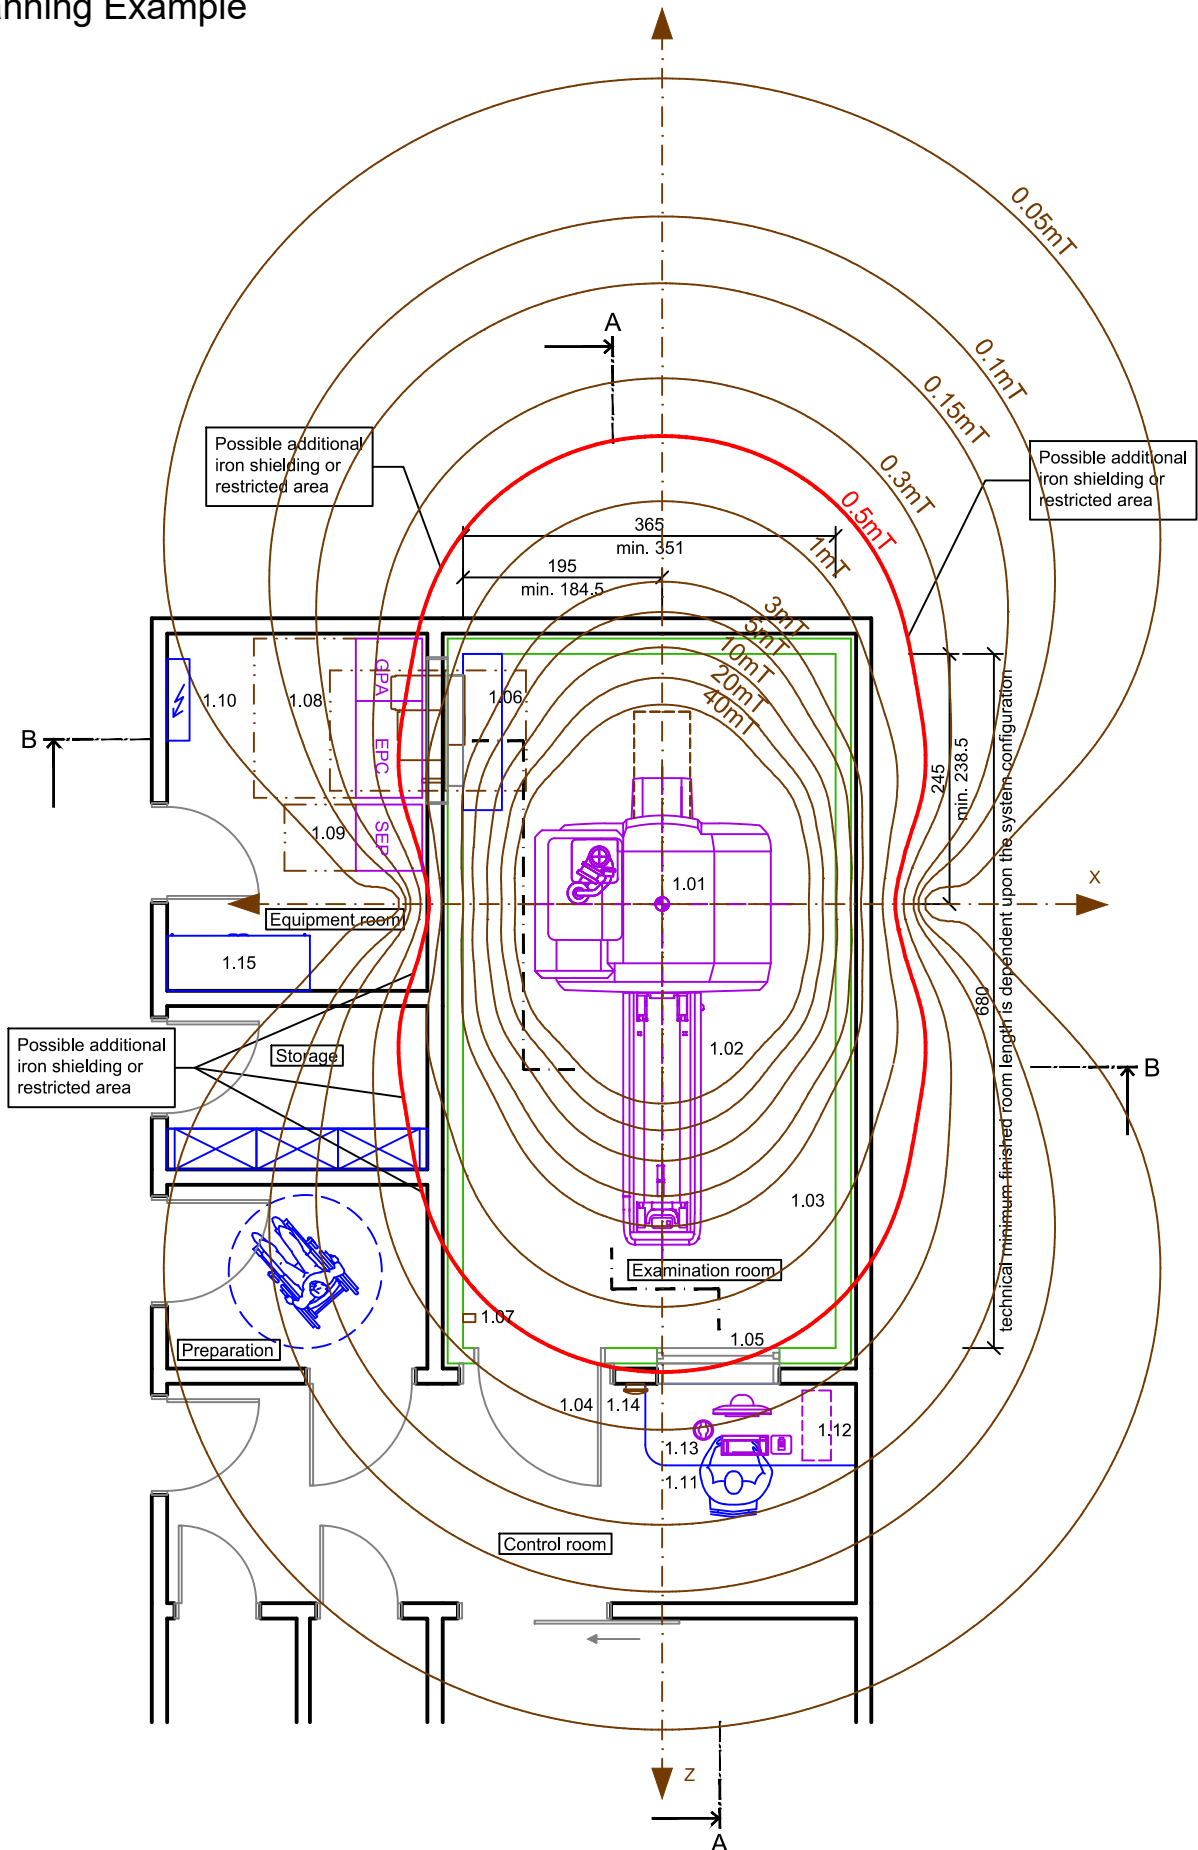 nning Example
0.05mT
A
0.1mT
0.15mT
Possible additional
iron shielding or
restricted area
Possible additional
iron shielding or
restricted area
0.3mT
0.5mT
365
min. 351
1mT
195
min. 184.5
3mT
5mT
10mT
20mT
40mT
GPA
1.10
1.08
1.06
B
EPC
245
min. 238.5
technical minimum finished room length is dependent upon the system configuration
680
1.09
SEP
1.01
X
Equipment room
1.15
Possible additional
iron shielding or
restricted area
Storage
1.02
B
1.03
Examination room
1.07
1.05
Preparation
1.04
1.14
1.12
1.13
1.11
Control room
Z
A